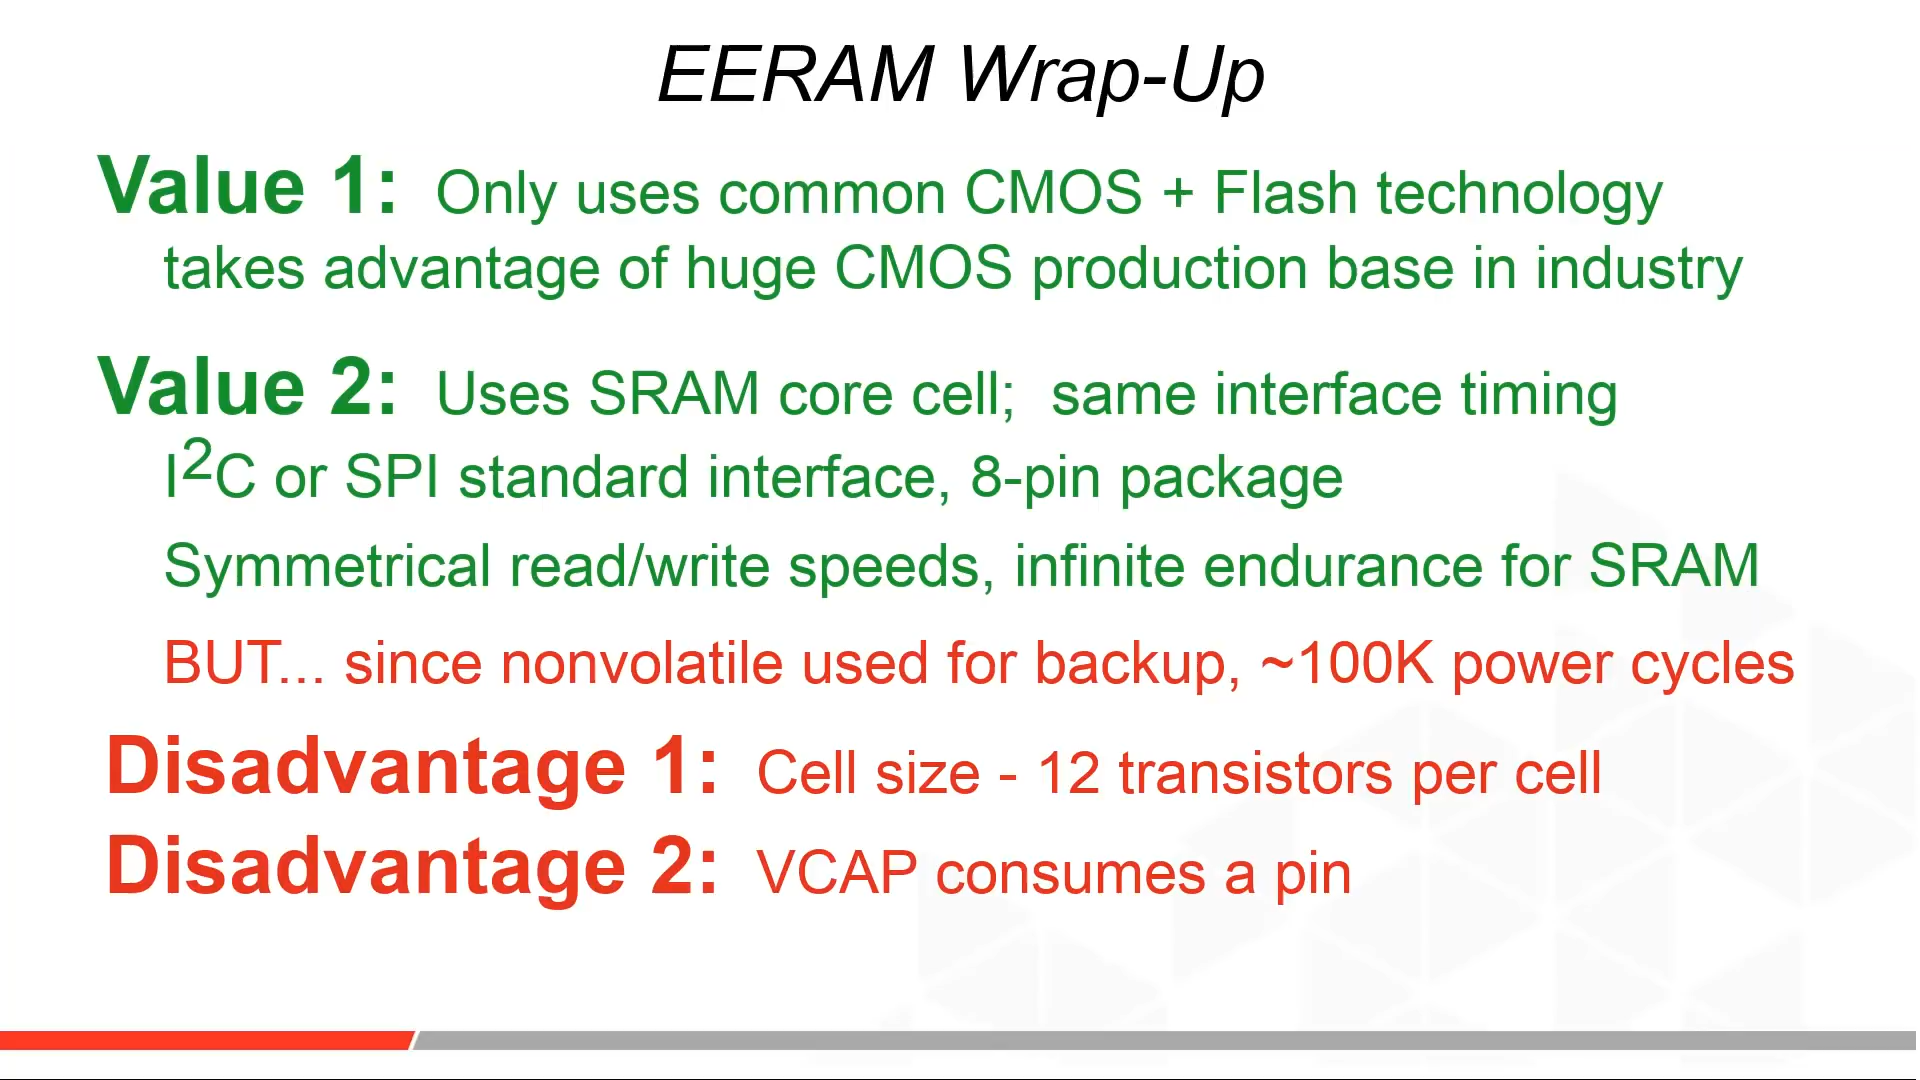 EERAM Wrap-Up
Value 1: Only uses common CMOS + Flash technology
takes advantage of huge CMOS production base in industry
Value 2: Uses SRAM core cell; same interface timing
I²C or SPI standard interface, 8-pin package
Symmetrical read/write speeds, infinite endurance for SRAM
BUT... since nonvolatile used for backup, ~100K power cycles
Disadvantage 1: Cell size - 12 transistors per cell
Disadvantage 2: VCAP consumes a pin